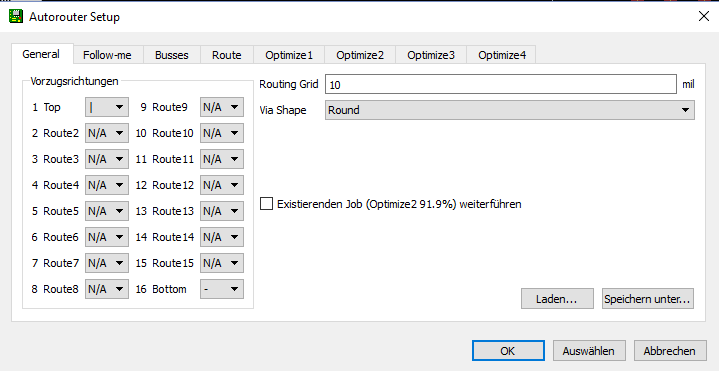 Autorouter Setup
General Follow-me Busses Route Optimize1 Optimize2 Optimize3 Optimize4
Vorzugsrichtungen
1 Top | 9 Route9 N/A
2 Route2 N/A 10 Route10 N/A
3 Route3 N/A 11 Route11 N/A
4 Route4 N/A 12 Route12 N/A
5 Route5 N/A 13 Route13 N/A
6 Route6 N/A 14 Route14 N/A
7 Route7 N/A 15 Route15 N/A
8 Route8 N/A 16 Bottom -
Routing Grid 10 mil
Via Shape Round
Existierenden Job (Optimize2 91.9%) weiterführen
Laden... Speichern unter...
OK Auswählen Abbrechen